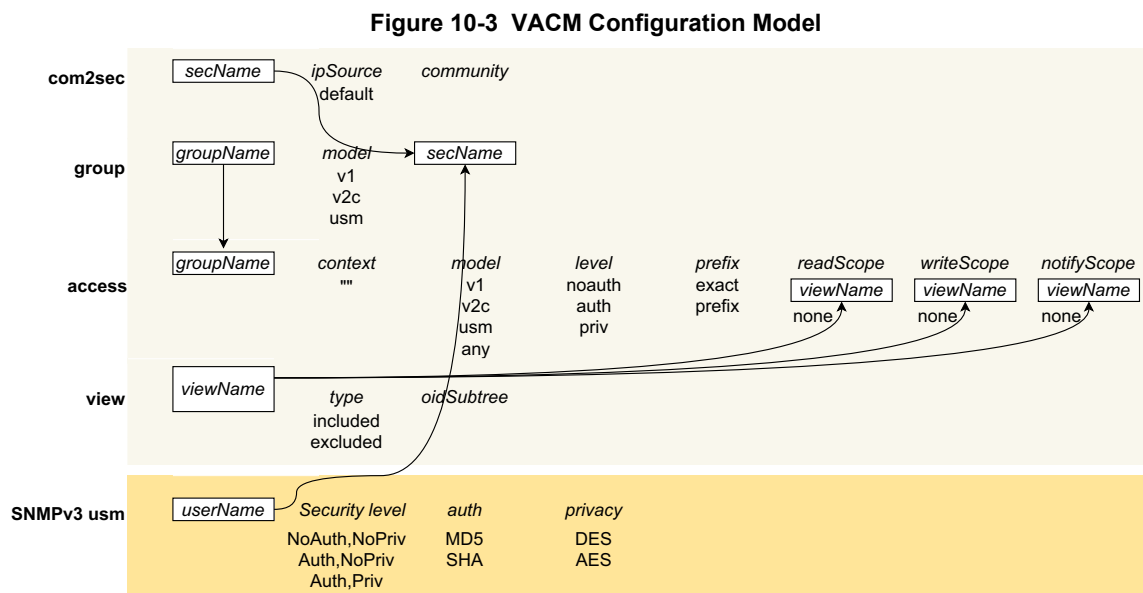 Figure 10-3 VACM Configuration Model
com2sec
secName ipSource community
default
group
groupName model secName
v1
v2c
usm
access
groupName context model level prefix readScope writeScope notifyScope
"" v1 noauth exact viewName viewName viewName
v2c auth prefix none none none
usm priv
any
view
viewName
type oidSubtree
included
excluded
SNMPv3 usm
userName Security level auth privacy
NoAuth,NoPriv MD5 DES
Auth,NoPriv SHA AES
Auth,Priv